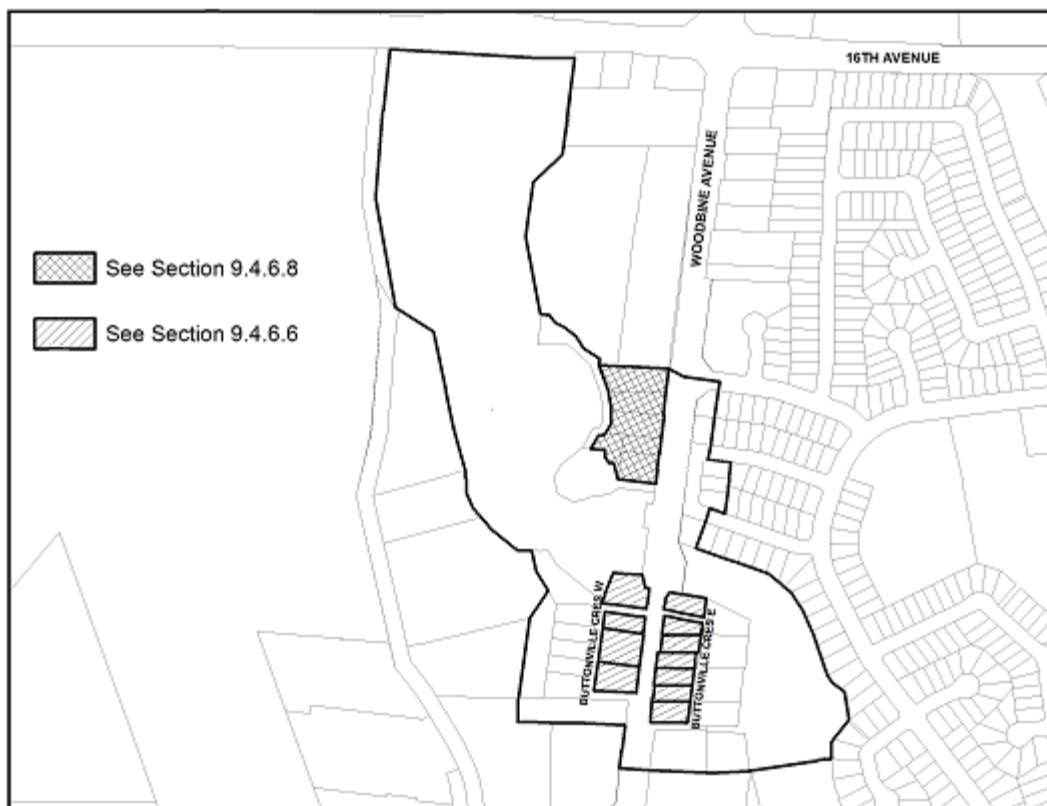 16TH AVENUE
WOODBINE AVENUE
See Section 9.4.6.8
See Section 9.4.6.6
BUTTONVILLE CRES W
BUTTONVILLE CRES E